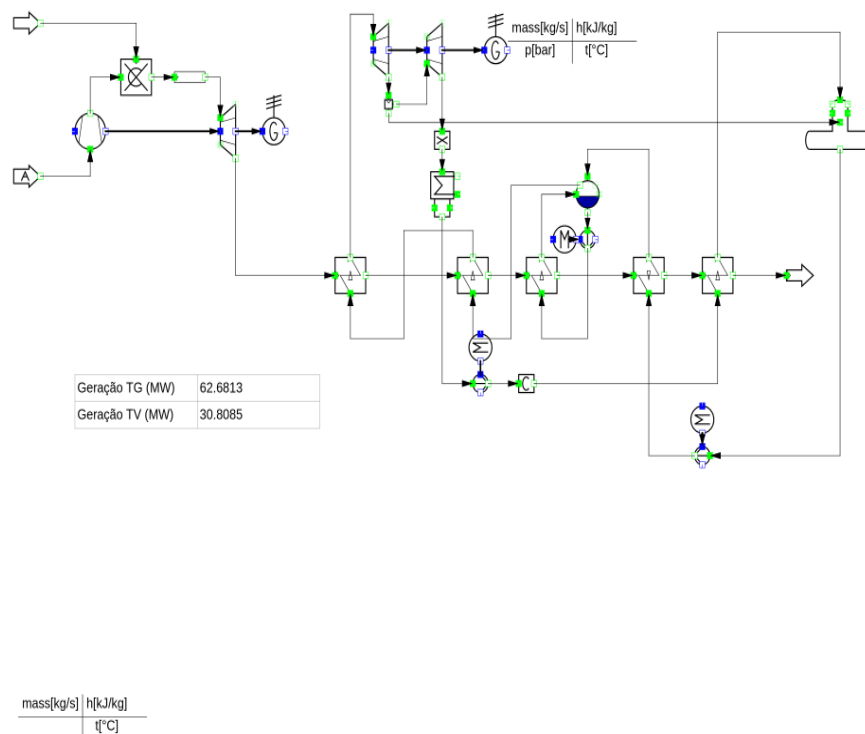 mass[kg/s] h[kJ/kg]
p[bar] t[°C]
G
G
A
M
M
C
M
Geração TG (MW) 62.6813
Geração TV (MW) 30.8085
mass[kg/s] h[kJ/kg]
t[°C]